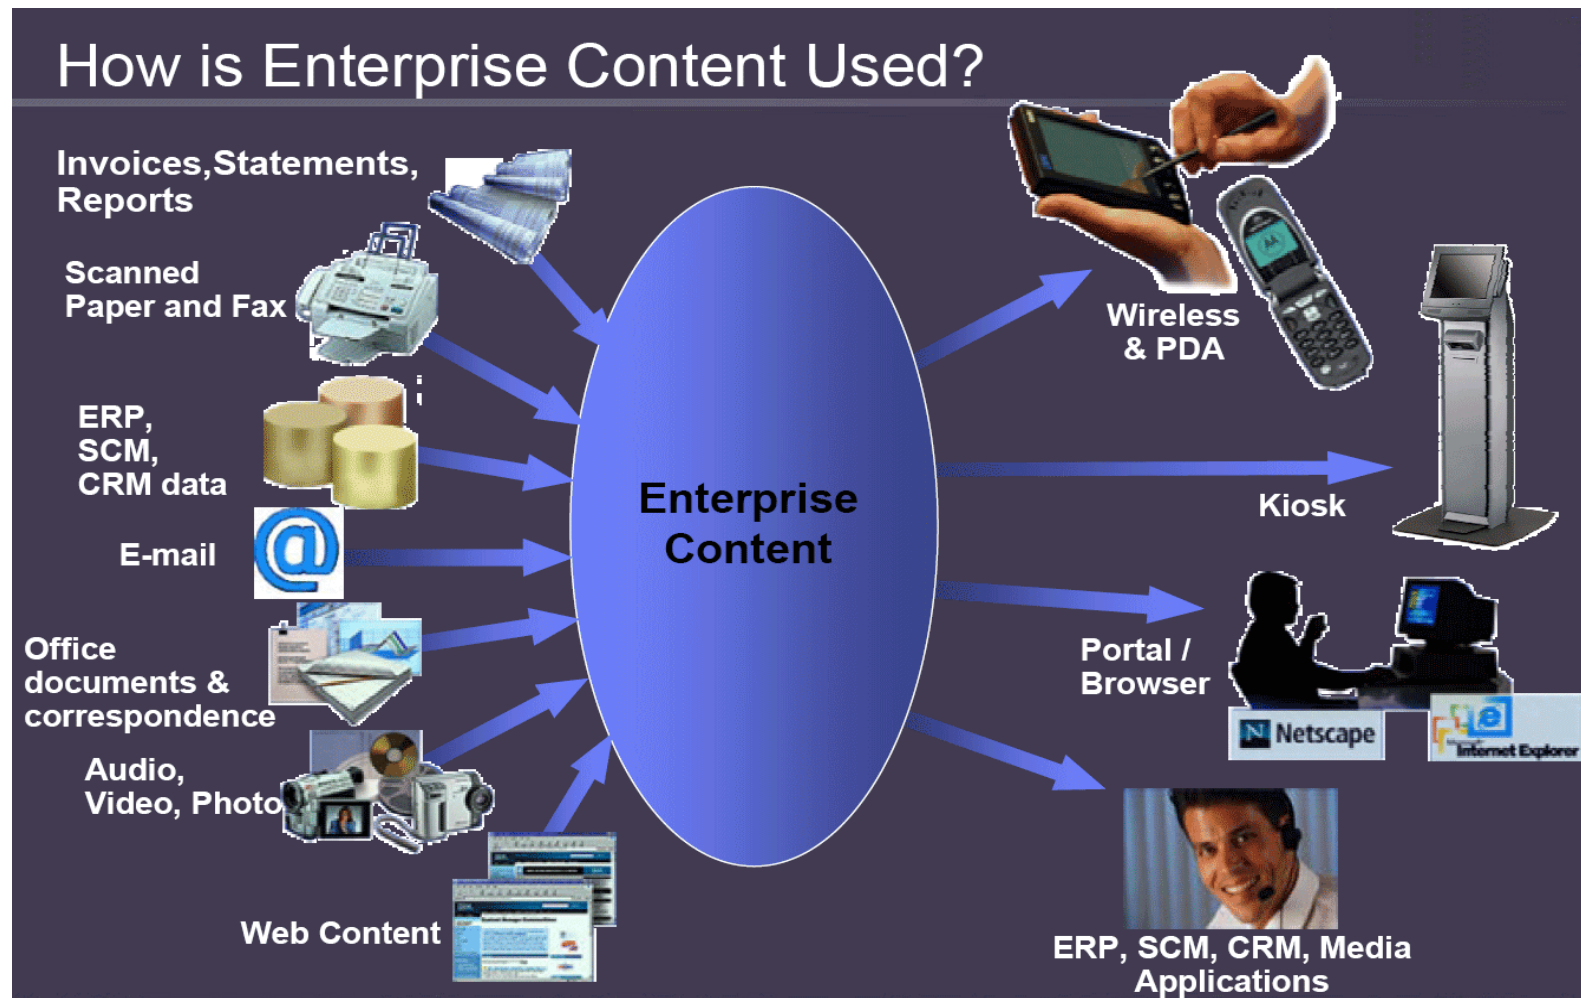 How is Enterprise Content Used?
Invoices,Statements,
Reports
Scanned
Paper and Fax
ERP,
SCM,
CRM data
E-mail
Office
documents &
correspondence
Audio,
Video, Photo
Web Content
Enterprise
Content
Wireless
& PDA
Kiosk
Portal /
Browser
Netscape
Microsoft
Internet Explorer
ERP, SCM, CRM, Media
Applications